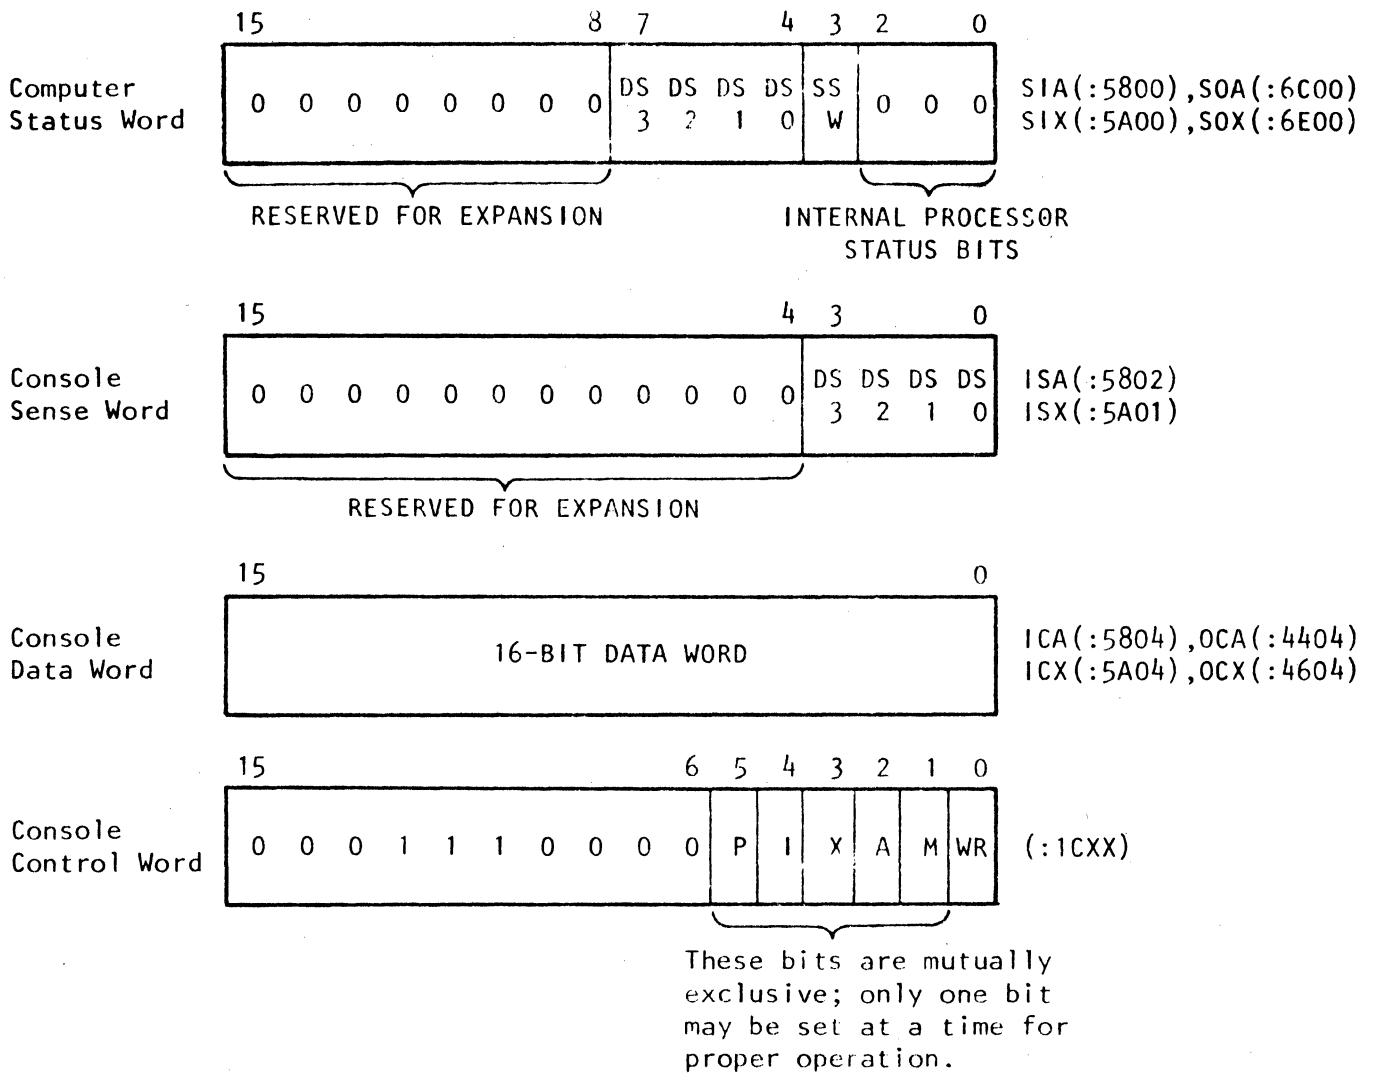 15 8 7 4 3 2 0
Computer
Status Word
0 0 0 0 0 0 0 0 DS DS DS DS SS 0 0 0
3 2 1 0 W
SIA(:5800),SOA(:6C00)
SIX(:5A00),SOX(:6E00)
RESERVED FOR EXPANSION
INTERNAL PROCESSOR
STATUS BITS
15 4 3 0
Console
Sense Word
0 0 0 0 0 0 0 0 0 0 0 0 DS DS DS DS
3 2 1 0
ISA(:5802)
ISX(:5A01)
RESERVED FOR EXPANSION
15 0
Console
Data Word
16-BIT DATA WORD
ICA(:5804),OCA(:4404)
ICX(:5A04),OCX(:4604)
15 6 5 4 3 2 1 0
Console
Control Word
0 0 0 1 1 1 0 0 0 0 P I X A M WR
(:1CXX)
These bits are mutually
exclusive; only one bit
may be set at a time for
proper operation.